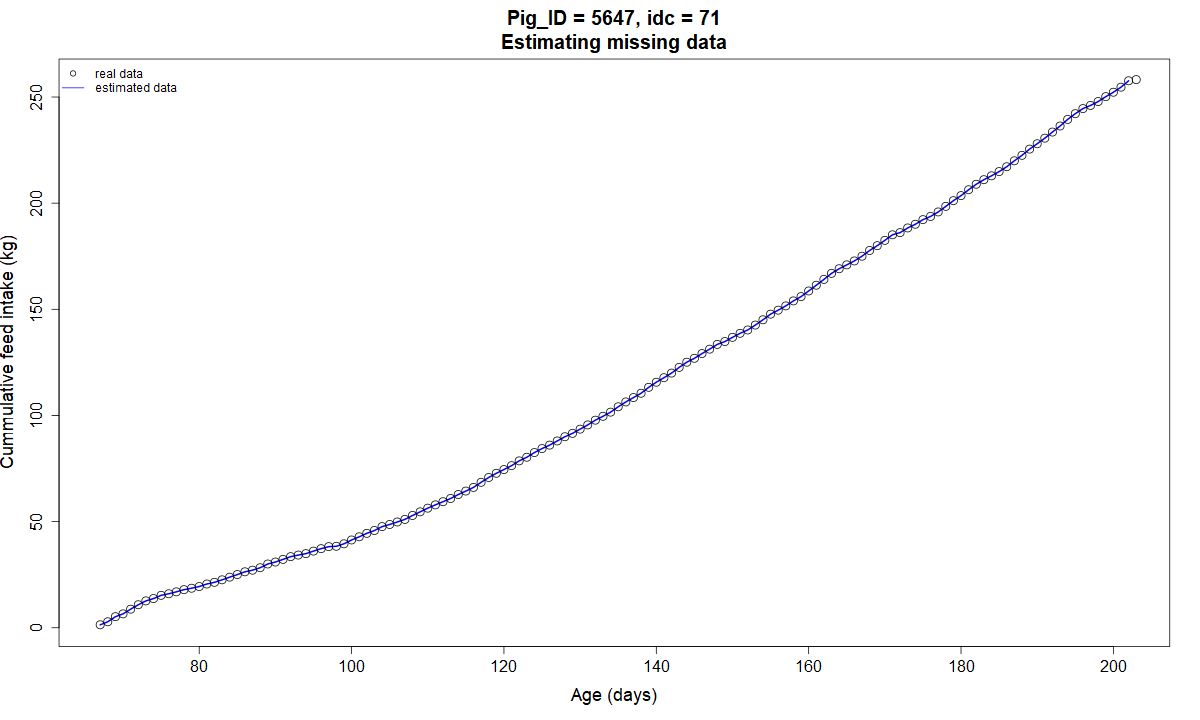 Pig_ID = 5647, idc = 71
Estimating missing data
real data
estimated data
Cummulative feed intake (kg)
250
200
150
100
50
0
80 100 120 140 160 180 200
Age (days)